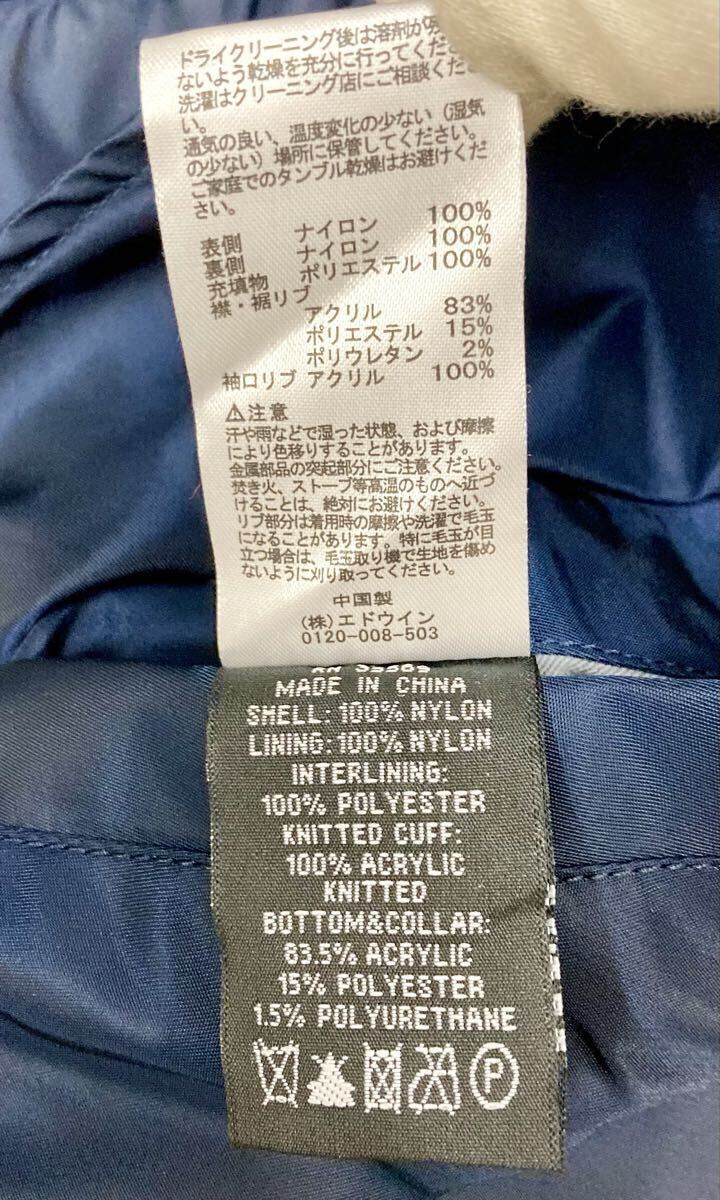 ドライクリーニング後は溶剤が
ないよう乾燥を充分に行ってくださ
洗濯はクリーニング店にご相談くださ
い。
通気の良い、温度変化の少ない（湿気
の少ない）場所に保管してください。
ご家庭でのタンブル乾燥はお避けくだ
さい。
表側 ナイロン 100%
裏側 ナイロン 100%
充填物 ポリエステル 100%
襟・裾リブ
アクリル 83%
ポリエステル 15%
ポリウレタン 2%
袖口リブ アクリル 100%
⚠注意
汗や雨などで湿った状態、および摩擦
により色移りすることがあります。
金属部品の突起部分にご注意ください。
焚き火、ストーブ等高温のものへ近づ
けることは、絶対にお避けください。
リブ部分は着用時の摩擦や洗濯で毛玉
になることがあります。特に毛玉が目
立つ場合は、毛玉取り機で生地を傷め
ないように刈り取ってください。
中国製
（株）エドウイン
0120-008-503
MADE IN CHINA
SHELL: 100% NYLON
LINING: 100% NYLON
INTERLINING:
100% POLYESTER
KNITTED CUFF:
100% ACRYLIC
KNITTED
BOTTOM&COLLAR:
83.5% ACRYLIC
15% POLYESTER
1.5% POLYURETHANE
P